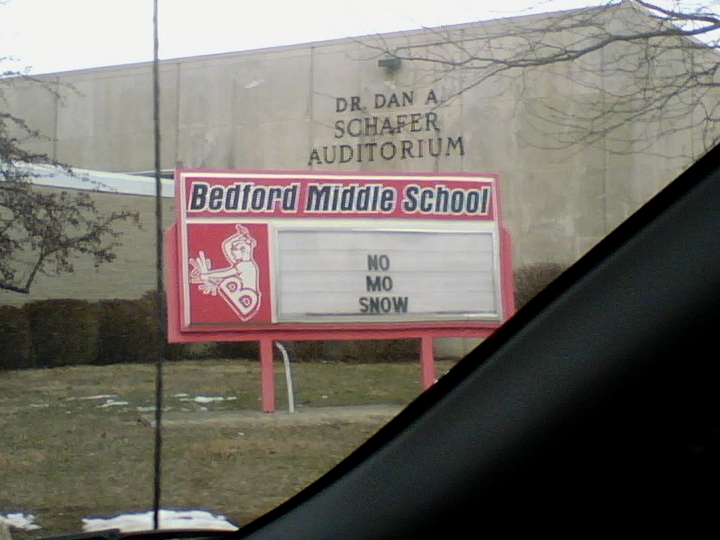 DR. DAN A
SCHAFER
AUDITORIUM
Bedford Middle School
B
NO
MO
SNOW